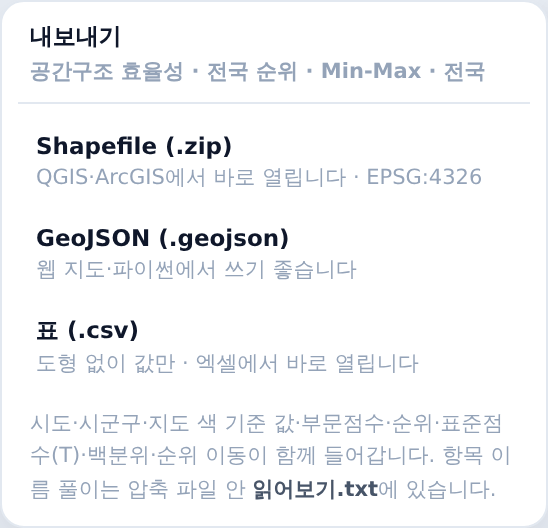 내보내기
공간구조 효율성 · 전국 순위 · Min-Max · 전국
Shapefile (.zip)
QGIS·ArcGIS에서 바로 열립니다 · EPSG:4326
GeoJSON (.geojson)
웹 지도·파이썬에서 쓰기 좋습니다
표 (.csv)
도형 없이 값만 · 엑셀에서 바로 열립니다
시도·시군구·지도 색 기준 값·부문점수·순위·표준점
수(T)·백분위·순위 이동이 함께 들어갑니다. 항목 이
름 풀이는 압축 파일 안 읽어보기.txt에 있습니다.